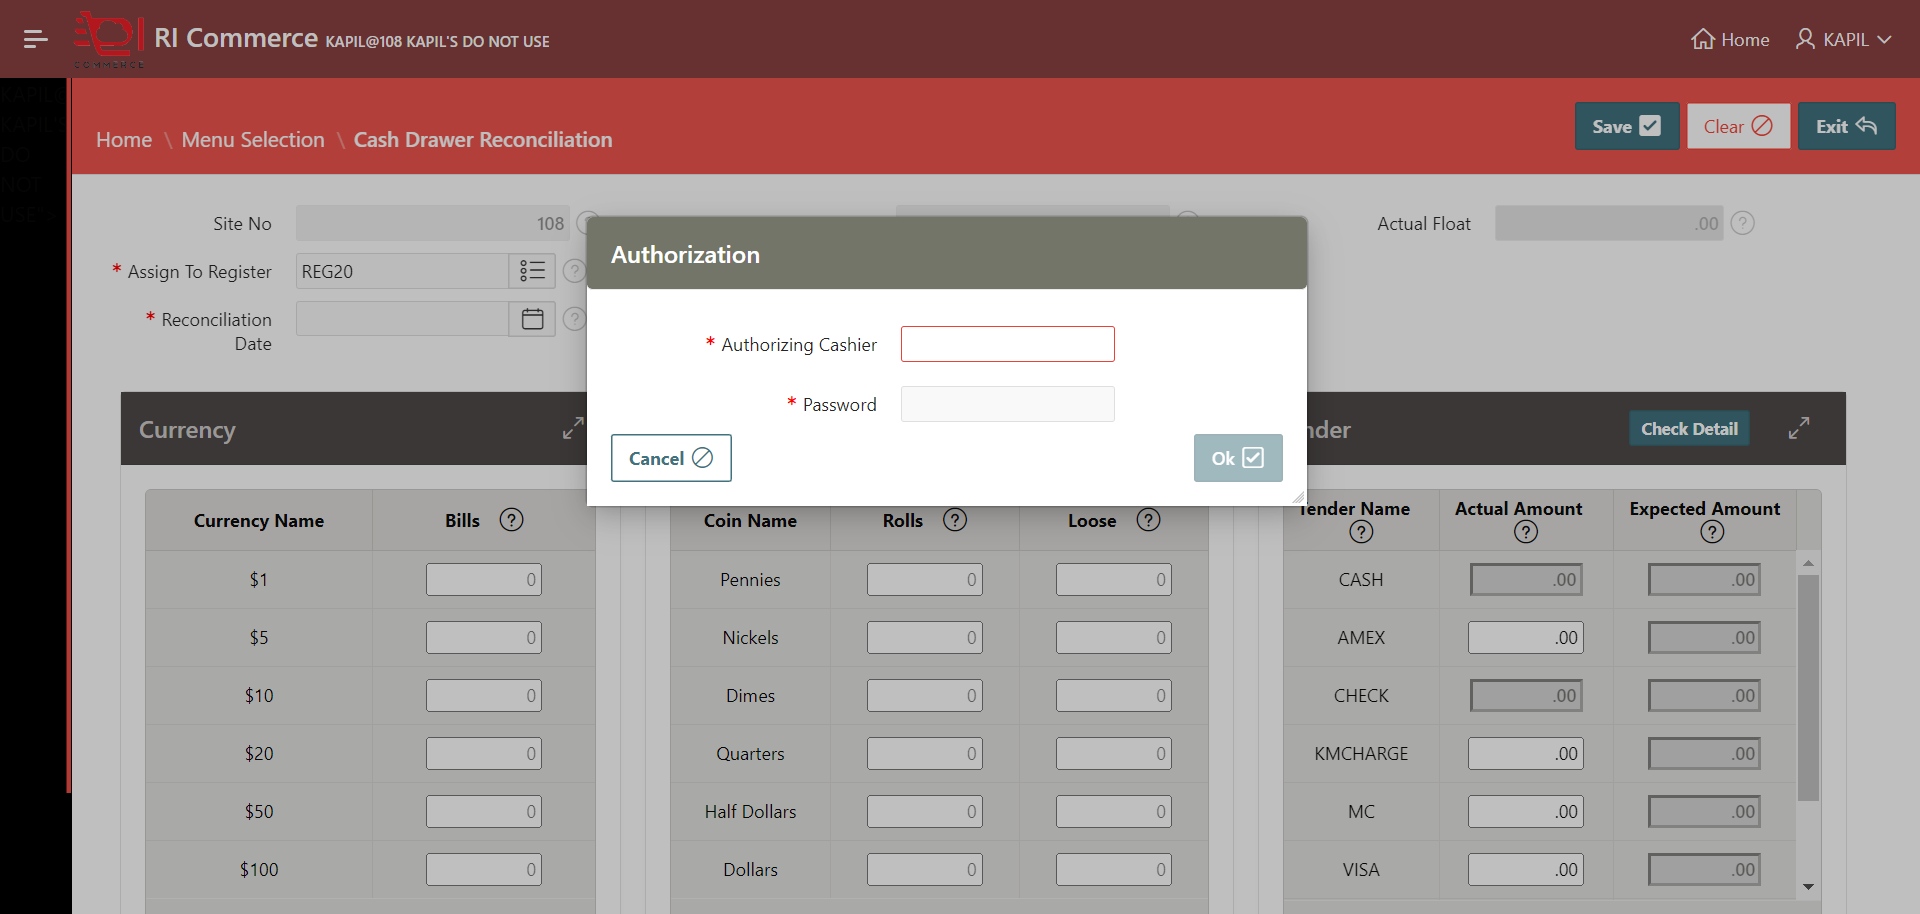 RI Commerce KAPIL@108 KAPIL'S DO NOT USE
COMMERCE
Home
KAPIL
KAPIL@
KAPIL'S
DO
NOT
USE
Home \ Menu Selection \ Cash Drawer Reconciliation
Save
Clear
Exit
Site No 108
Actual Float .00
* Assign To Register REG20
* Reconciliation
Date
Authorization
* Authorizing Cashier
* Password
Cancel
Ok
Currency
nder
Check Detail
Currency Name Bills ?
Coin Name Rolls ? Loose ?
Tender Name ? Actual Amount ? Expected Amount ?
$1 0
Pennies 0 0
CASH .00 .00
$5 0
Nickels 0 0
AMEX .00 .00
$10 0
Dimes 0 0
CHECK .00 .00
$20 0
Quarters 0 0
KMCHARGE .00 .00
$50 0
Half Dollars 0 0
MC .00 .00
$100 0
Dollars 0 0
VISA .00 .00